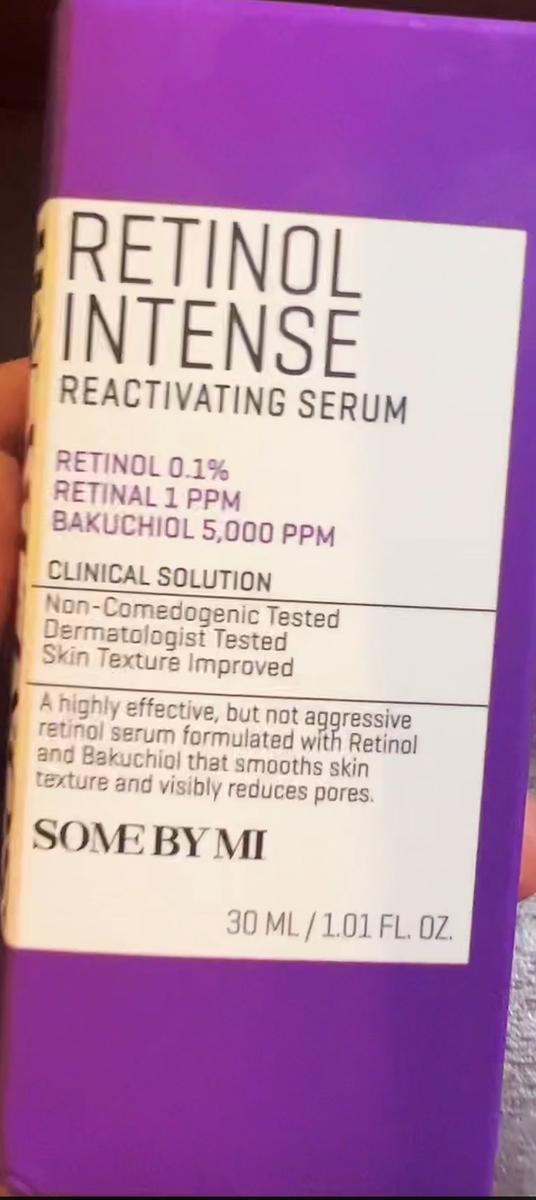 RETINOL
INTENSE
REACTIVATING SERUM
RETINOL 0.1%
RETINAL 1 PPM
BAKUCHIOL 5,000 PPM
CLINICAL SOLUTION
Non-Comedogenic Tested
Dermatologist Tested
Skin Texture Improved
A highly effective, but not aggressive
retinol serum formulated with Retinol
and Bakuchiol that smooths skin
texture and visibly reduces pores.
SOME BY MI
30 ML / 1.01 FL. OZ.